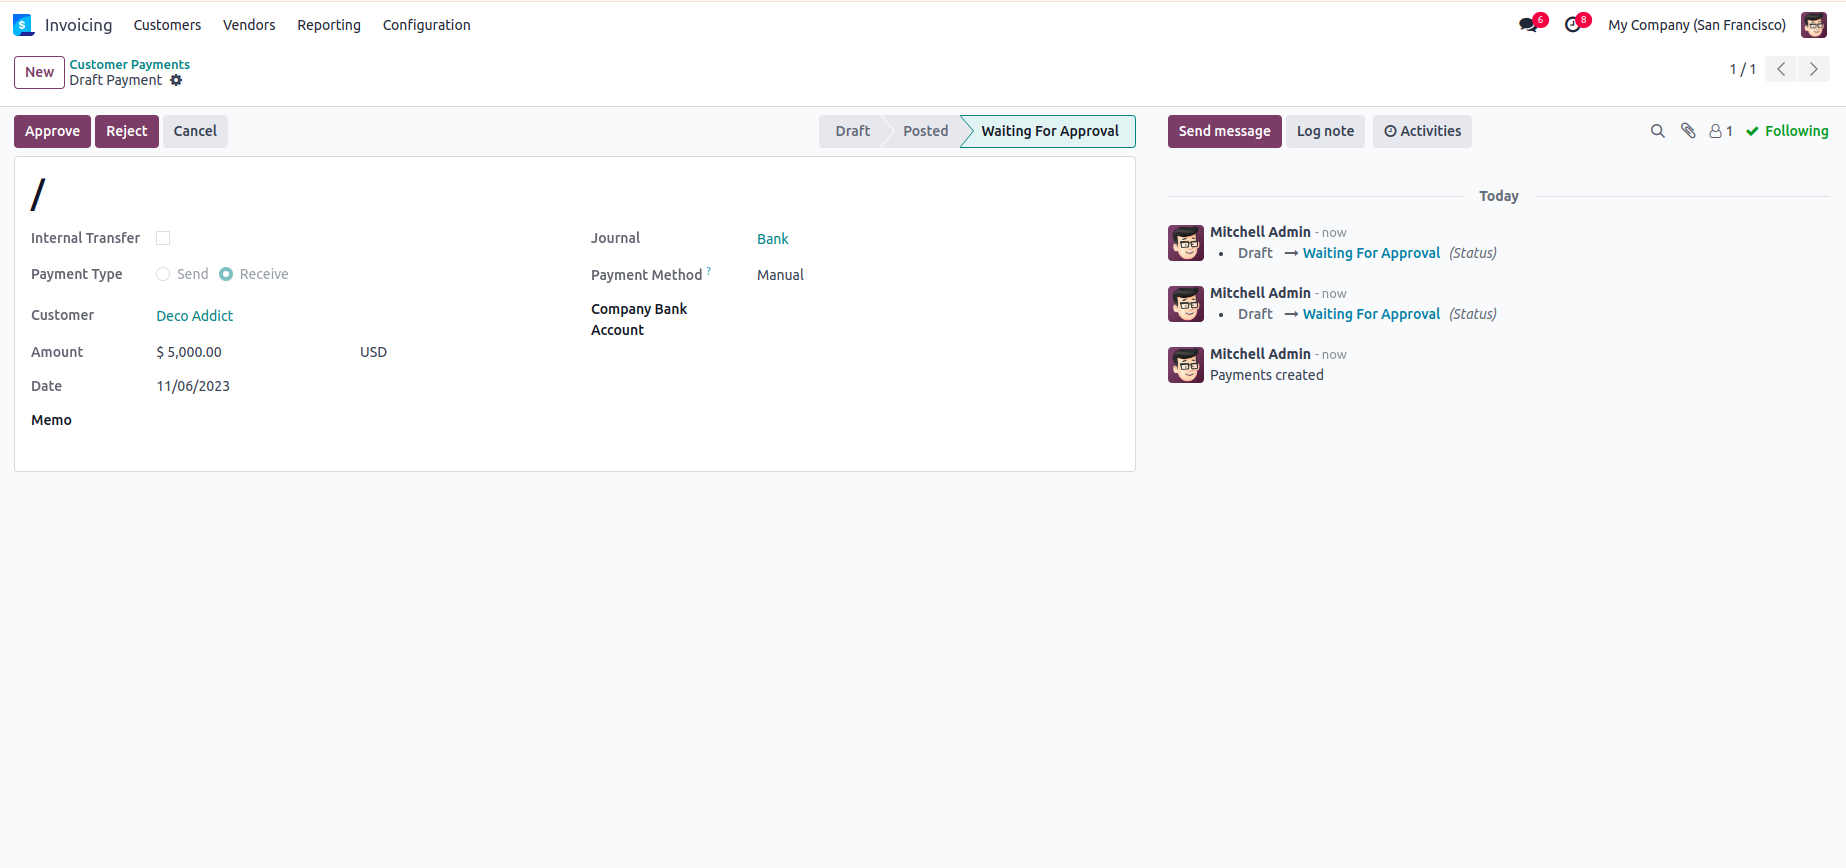 Invoicing Customers Vendors Reporting Configuration 6 8 My Company (San Francisco)
New Customer Payments
Draft Payment
1 / 1
Approve Reject Cancel Draft Posted Waiting For Approval Send message Log note Activities 1 Following
/
Internal Transfer
Payment Type Send Receive
Customer Deco Addict
Amount $ 5,000.00 USD
Date 11/06/2023
Memo
Journal Bank
Payment Method ? Manual
Company Bank
Account
Today
Mitchell Admin - now
• Draft → Waiting For Approval (Status)
Mitchell Admin - now
• Draft → Waiting For Approval (Status)
Mitchell Admin - now
Payments created